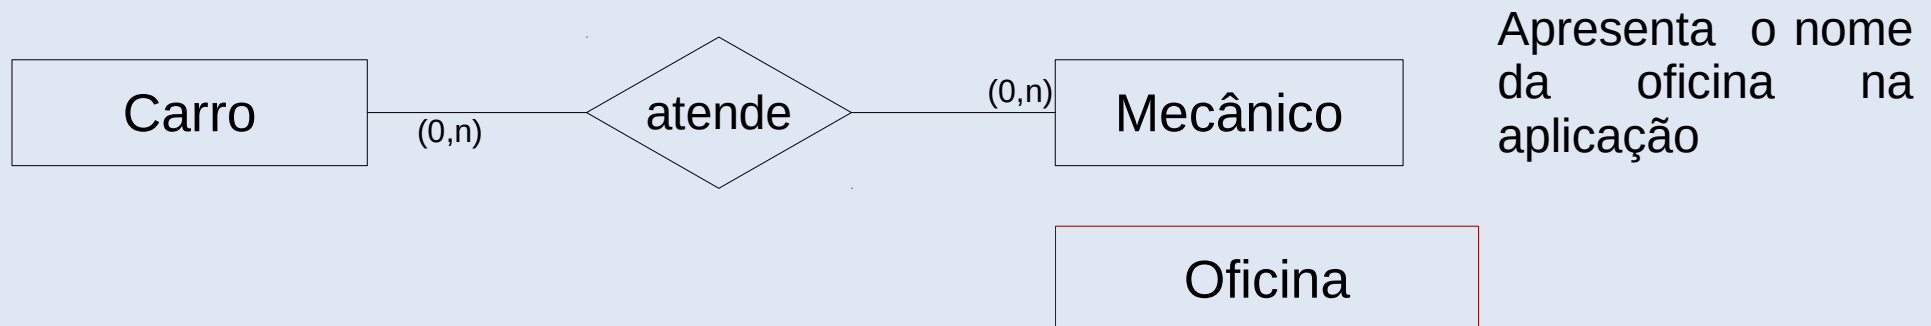 Carro
(0,n)
atende
(0,n)
Mecânico
Apresenta o nome
da oficina na
aplicação
Oficina